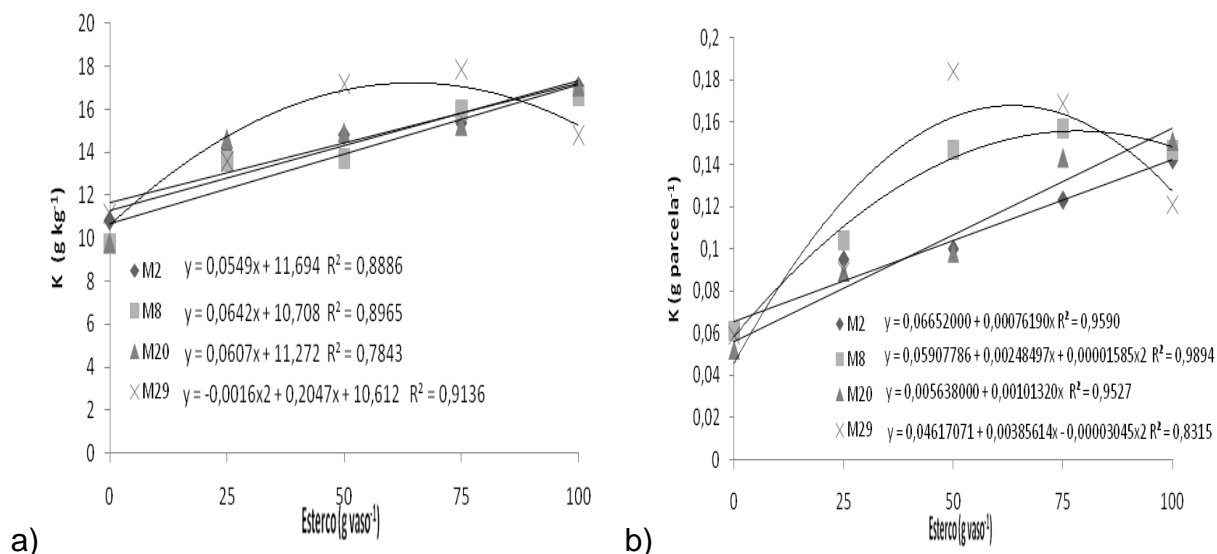 20
18
16
14
12
10
8
6
4
2
0
K (g kg⁻¹)
M2 y = 0,0549x + 11,694 R² = 0,8886
M8 y = 0,0642x + 10,708 R² = 0,8965
M20 y = 0,0607x + 11,272 R² = 0,7843
M29 y = -0,0016x2 + 0,2047x + 10,612 R² = 0,9136
0 25 50 75 100
Esterco (g vaso⁻¹)
a)
0,2
0,18
0,16
0,14
0,12
0,1
0,08
0,06
0,04
0,02
0
K (g parcela⁻¹)
M2 y = 0,06652000 + 0,00076190x R² = 0,9590
M8 y = 0,05907786 + 0,00248497x + 0,00001585x2 R² = 0,9894
M20 y = 0,005638000 + 0,00101320x R² = 0,9527
M29 y = 0,04617071 + 0,00385614x - 0,00003045x2 R² = 0,8315
0 25 50 75 100
Esterco (g vaso⁻¹)
b)